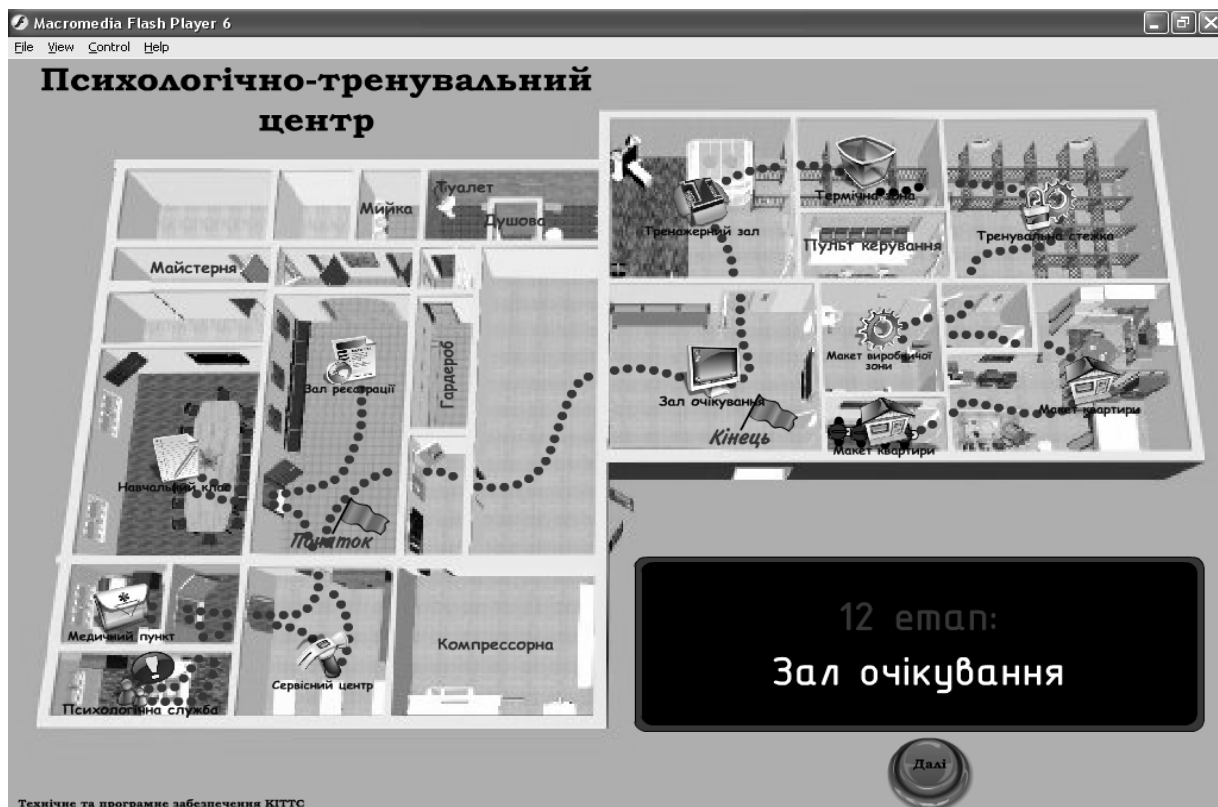 Macromedia Flash Player 6
File View Control Help
Психологічно-тренувальний
центр
Туалет
Мийка
Душова
Майстерня
Тренажерний зал
Термічна зона
Пульт керування
Тренувальна стежка
Зал реєстрації
Гардероб
Зал очікування
Кінець
Макет виробничої
зони
Макет квартири
Макет квартири
Навчальний клас
Початок
Медичний пункт
Психологічна служба
Сервісний центр
Компрессорна
12 етап:
Зал очікування
Далі
Технічне та програмне забезпечення КІТТС